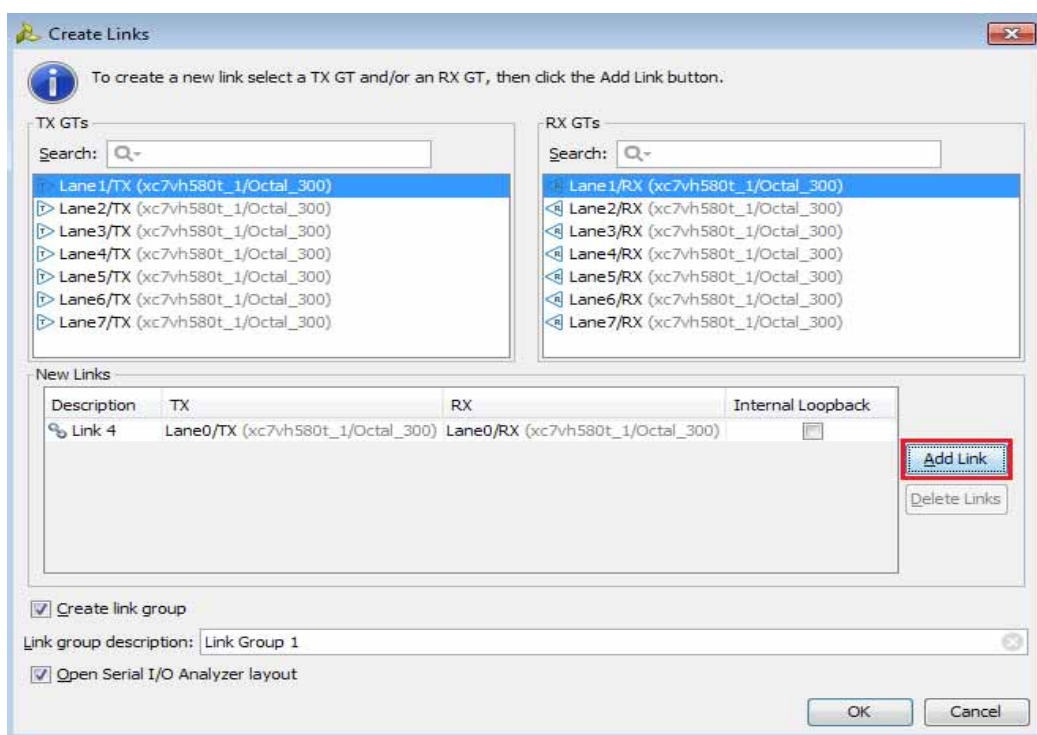 Create Links
To create a new link select a TX GT and/or an RX GT, then click the Add Link button.
TX GTs
Search:
Lane1/TX (xc7vh580t_1/Octal_300)
Lane2/TX (xc7vh580t_1/Octal_300)
Lane3/TX (xc7vh580t_1/Octal_300)
Lane4/TX (xc7vh580t_1/Octal_300)
Lane5/TX (xc7vh580t_1/Octal_300)
Lane6/TX (xc7vh580t_1/Octal_300)
Lane7/TX (xc7vh580t_1/Octal_300)
RX GTs
Search:
Lane1/RX (xc7vh580t_1/Octal_300)
Lane2/RX (xc7vh580t_1/Octal_300)
Lane3/RX (xc7vh580t_1/Octal_300)
Lane4/RX (xc7vh580t_1/Octal_300)
Lane5/RX (xc7vh580t_1/Octal_300)
Lane6/RX (xc7vh580t_1/Octal_300)
Lane7/RX (xc7vh580t_1/Octal_300)
New Links
Description TX RX Internal Loopback
Link 4 Lane0/TX (xc7vh580t_1/Octal_300) Lane0/RX (xc7vh580t_1/Octal_300)
Add Link
Delete Links
Create link group
Link group description: Link Group 1
Open Serial I/O Analyzer layout
OK Cancel